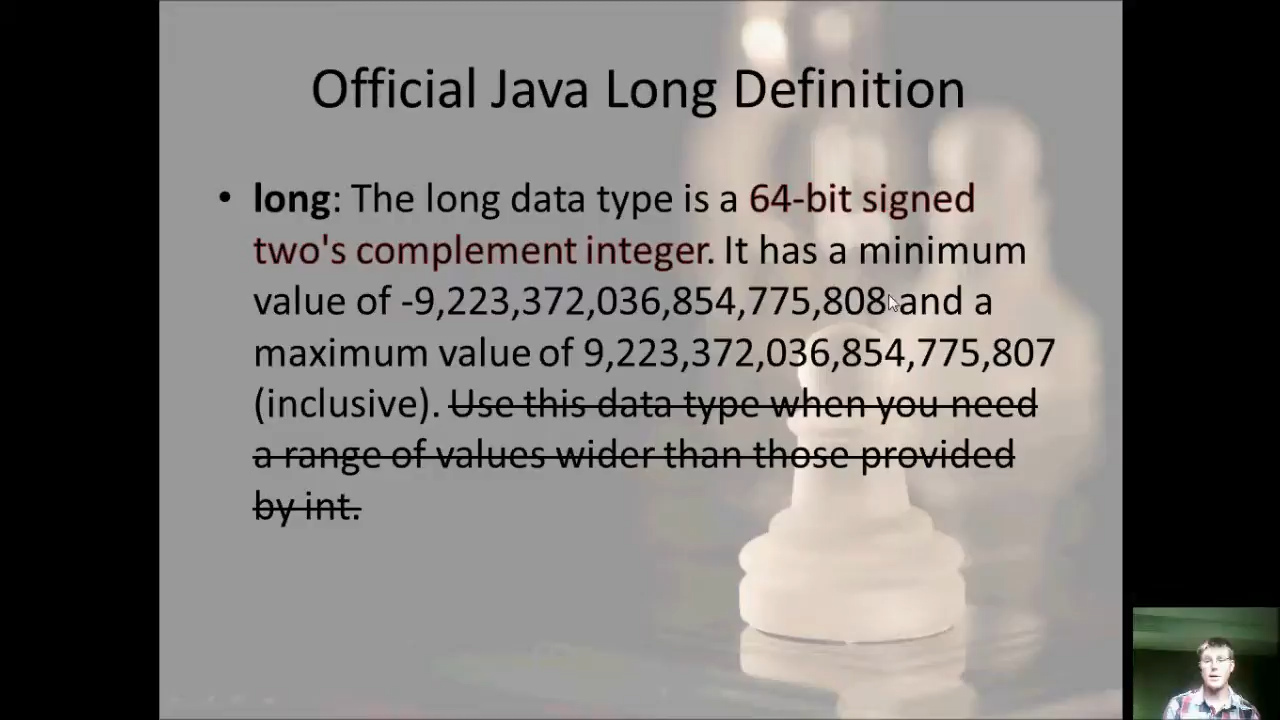 Official Java Long Definition
• long: The long data type is a 64-bit signed
two's complement integer. It has a minimum
value of -9,223,372,036,854,775,808 and a
maximum value of 9,223,372,036,854,775,807
(inclusive). Use this data type when you need
a range of values wider than those provided
by int.